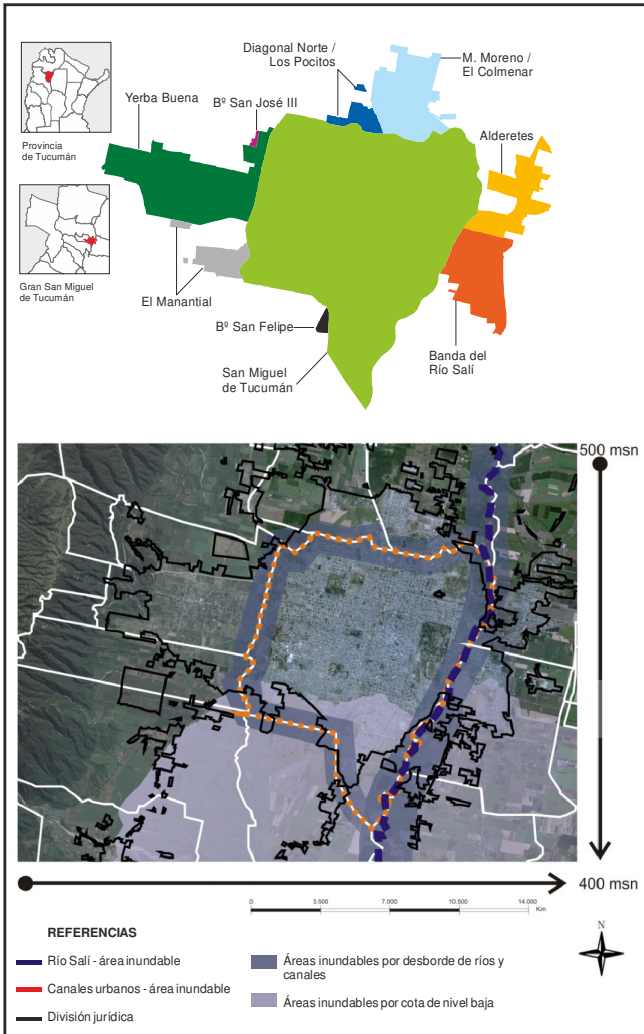 Diagonal Norte /
Los Pocitos
M. Moreno /
El Colmenar
Yerba Buena
Bº San José III
Alderetes
Provincia
de Tucumán
Gran San Miguel
de Tucumán
El Manantial
Bº San Felipe
San Miguel
de Tucumán
Banda del
Río Salí
500 msn
400 msn
0 3.500 7.000 10.500 14.000
Km
N
REFERENCIAS
Río Salí - área inundable
Canales urbanos - área inundable
División jurídica
Áreas inundables por desborde de ríos y
canales
Áreas inundables por cota de nivel baja